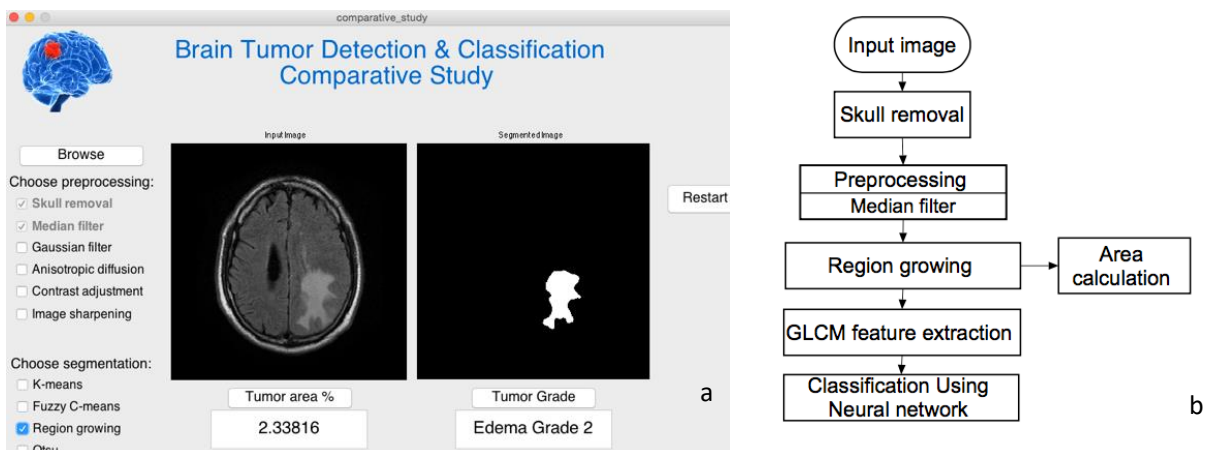 comparative_study
Brain Tumor Detection & Classification
Comparative Study
Browse
Choose preprocessing:
Skull removal
Median filter
Gaussian filter
Anisotropic diffusion
Contrast adjustment
Image sharpening
Choose segmentation:
K-means
Fuzzy C-means
Region growing
Otsu
Input Image
Segmented Image
Restart
Tumor area %
2.33816
Tumor Grade
Edema Grade 2
a
Input image
Skull removal
Preprocessing
Median filter
Region growing
Area
calculation
GLCM feature extraction
Classification Using
Neural network
b